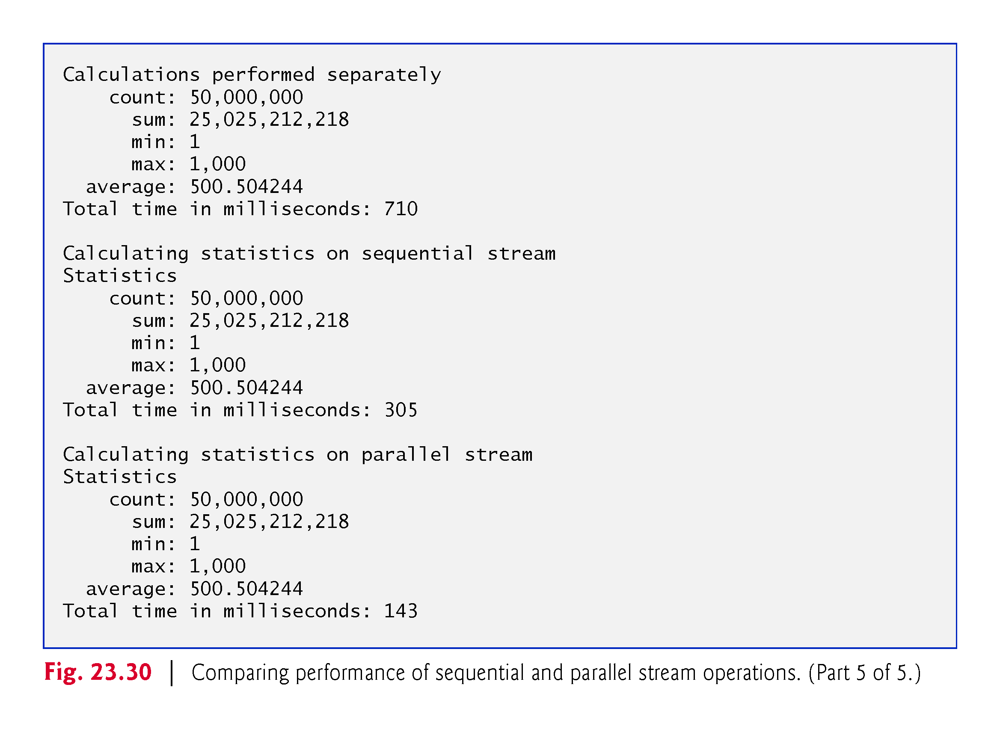 Calculations performed separately
    count: 50,000,000
      sum: 25,025,212,218
      min: 1
      max: 1,000
  average: 500.504244
Total time in milliseconds: 710

Calculating statistics on sequential stream
Statistics
    count: 50,000,000
      sum: 25,025,212,218
      min: 1
      max: 1,000
  average: 500.504244
Total time in milliseconds: 305

Calculating statistics on parallel stream
Statistics
    count: 50,000,000
      sum: 25,025,212,218
      min: 1
      max: 1,000
  average: 500.504244
Total time in milliseconds: 143

Fig. 23.30 | Comparing performance of sequential and parallel stream operations. (Part 5 of 5.)